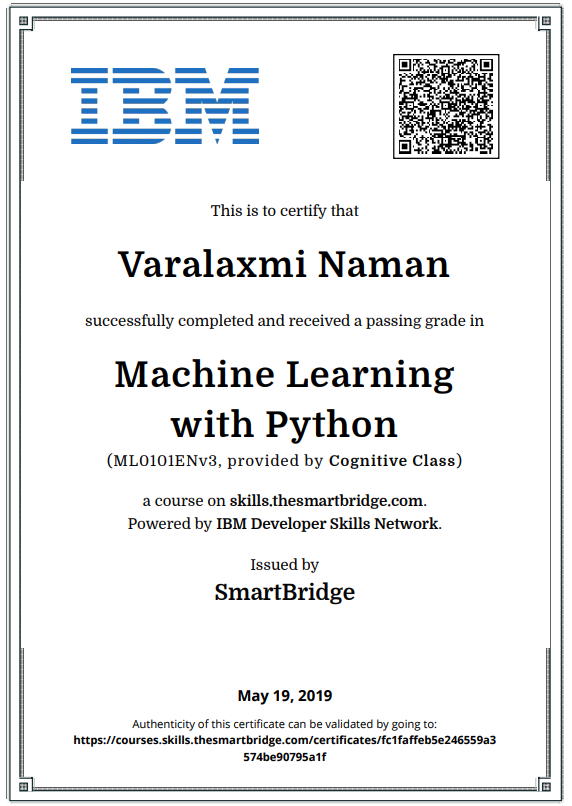 IBM
This is to certify that
Varalaxmi Naman
successfully completed and received a passing grade in
Machine Learning
with Python
(ML0101ENv3, provided by Cognitive Class)
a course on skills.thesmartbridge.com.
Powered by IBM Developer Skills Network.
Issued by
SmartBridge
May 19, 2019
Authenticity of this certificate can be validated by going to:
https://courses.skills.thesmartbridge.com/certificates/fc1faffeb5e246559a3
574be90795a1f